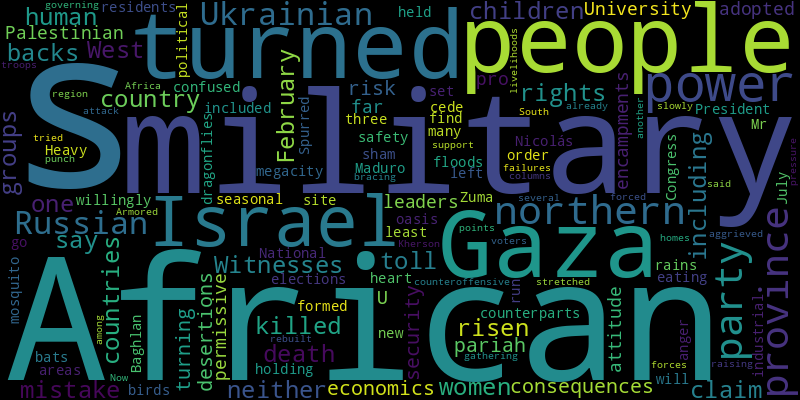 governing
residents
human
Ukrainian
held
children
University
adopted
Palestinian
political
turned
people
backs
West
troops
Africa
February
livelihoods
pro
power
region
confused
risk
set
rights
country
Spurred
cede
already
slowly
attack
included
far
find
South
another
President
groups
S
military
three
many
encampments
Mr
tried
dragonflies
safety
support
order
Nicolás
Congress
Heavy
sham
floods
failures
punch
megacity
Maduro
left
columns
bracing
pressure
one
willingly
seasonal
site
leaders
Zuma
several
forced
said
July
Armored
northern
including
Russian
Israel
oasis
Gaza
province
say
least
Kherson
points
voters
aggrieved
go
National
Witnesses
toll
homes
party
rains
mosquito
countries
elections
heart
counteroffensive
run
stretched
eating
African
desertions
permissive
U
formed
security
counterparts
attitude
anger
industrial
among
Baghlan
turning
killed
new
risen
rebuilt
pariah
bats
death
gathering
forces
raising
areas
Now
holding
will
mistake
birds
neither
economics
women
consequences
claim